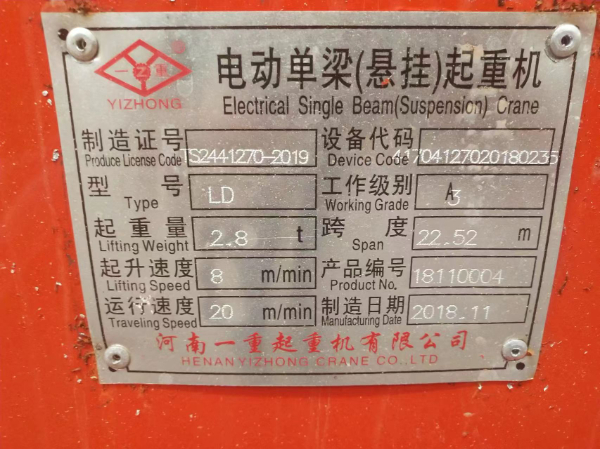 一Z重
YIZHONG
电动单梁(悬挂)起重机
Electrical Single Beam(Suspension) Crane
制造证号 TS2441270-2019 设备代码 41704127020180235
Produce License Code Device Code
型 号 LD 工作级别 A3
Type Working Grade
起重量 2.8 t 跨 度 22.52 m
Lifting Weight Span
起升速度 8 m/min 产品编号 18110004
Lifting Speed Product No.
运行速度 20 m/min 制造日期 2018.11
Traveling Speed Manufacturing Date
河南一重起重机有限公司
HENANYIZHONG CRANE CO.,LTD